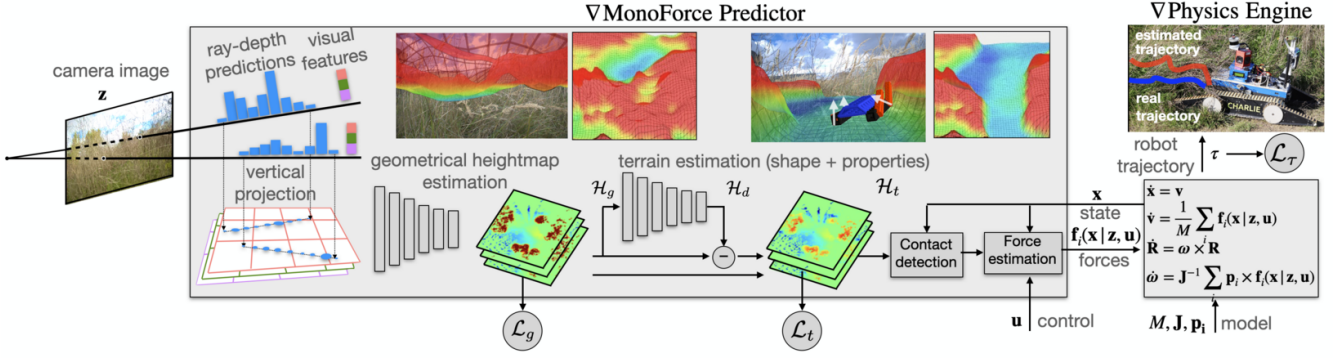 ∇MonoForce Predictor
∇Physics Engine
camera image
z
ray-depth
predictions
visual
features
vertical
projection
geometrical heightmap
estimation
terrain estimation (shape + properties)
ℋ_g
ℋ_d
ℋ_t
−
Contact
detection
Force
estimation
x
state
f_i(x | z, u)
forces
u
control
ℒ_g
ℒ_t
estimated
trajectory
real
trajectory
CHARLIE
robot
trajectory
τ
ℒ_τ
ẋ = v
v̇ = 1/M ∑_i f_i(x | z, u)
Ṙ = ω × R
ω̇ = J⁻¹ ∑_i p_i × f_i(x | z, u)
M, J, p_i
model